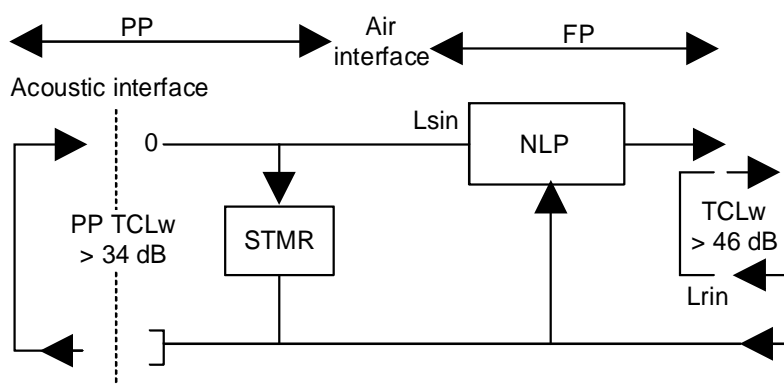 PP
Air
interface
FP
Acoustic interface
Lsin
NLP
0
PP TCLw
> 34 dB
STMR
TCLw
> 46 dB
Lrin